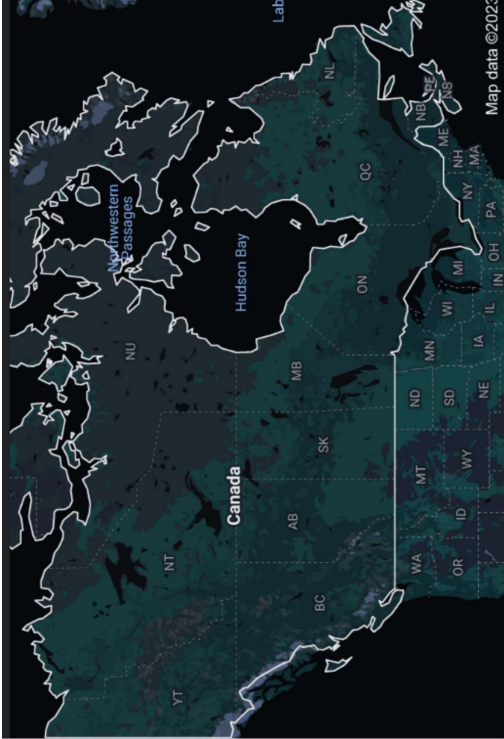 Lab
Northwestern
Passages
Hudson Bay
NU
NT
YT
Canada
BC
AB
SK
MB
ON
QC
NL
NB
PE
NS
WA
OR
ID
MT
WY
ND
SD
NE
MN
IA
WI
IL
MI
IN
OH
PA
NY
NH
MA
ME
Map data ©2023